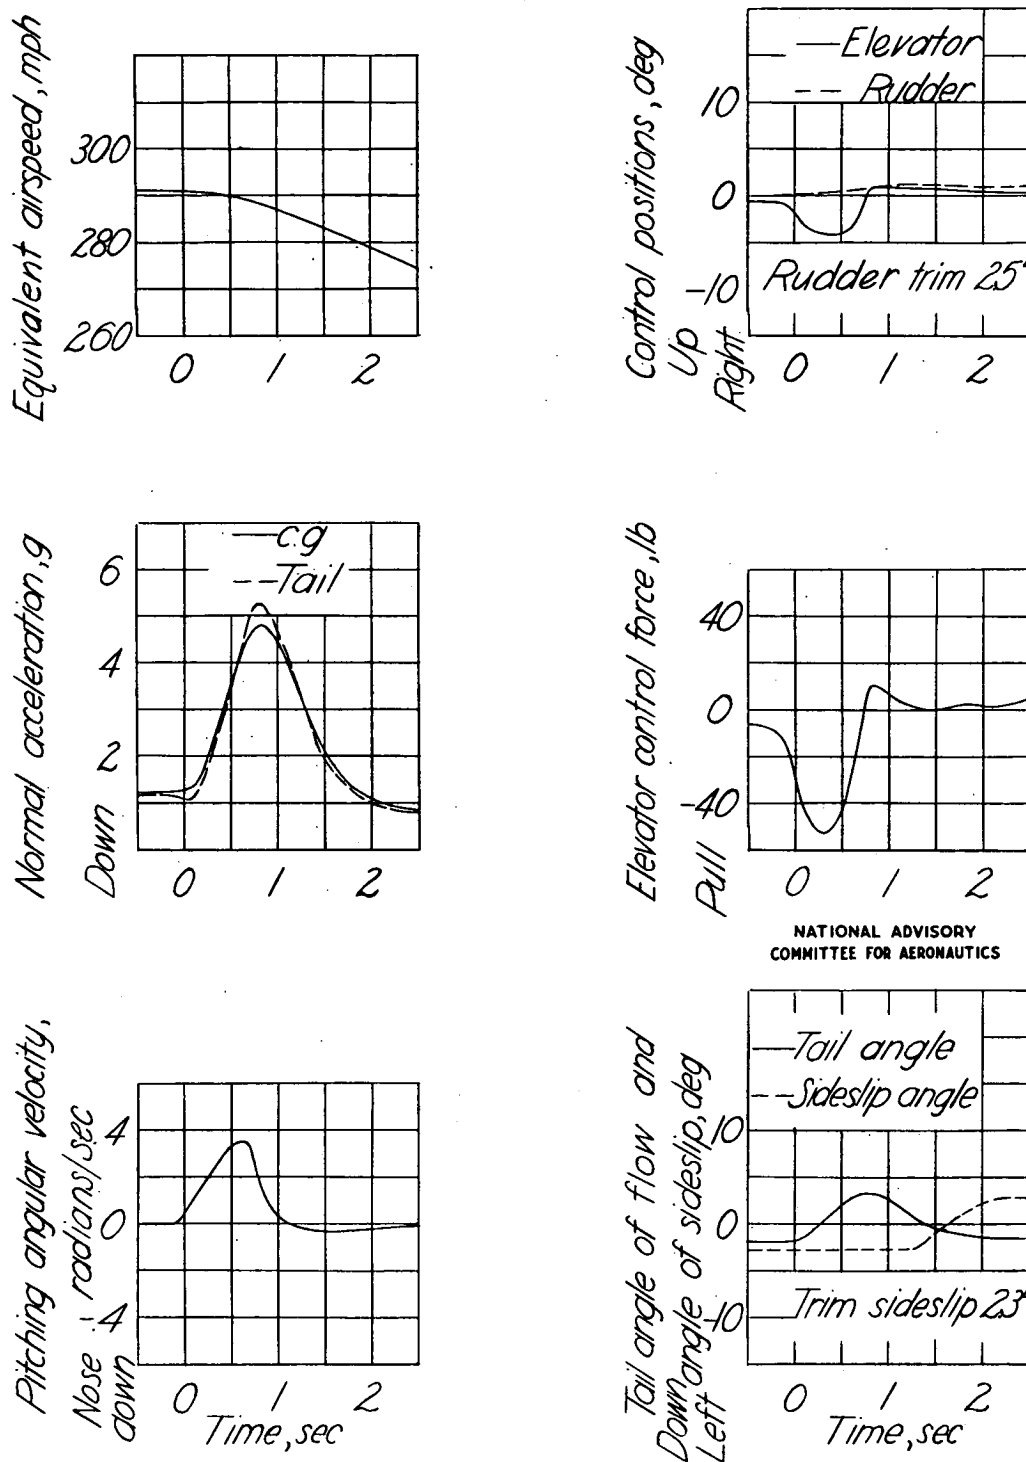 Equivalent airspeed, mph
300
280
260
0 1 2
Control positions, deg
Elevator
Rudder
10
0
-10
Rudder trim 2.5°
Up
Right
0 1 2
Normal acceleration, g
c.g
Tail
6
4
2
Down
0 1 2
Elevator control force, lb
40
0
-40
Pull
0 1 2
NATIONAL ADVISORY
COMMITTEE FOR AERONAUTICS
Pitching angular velocity,
radians/sec
.4
0
-.4
Nose
down
0 1 2
Time, sec
Tail angle of flow and
angle of sideslip, deg
Tail angle
Sideslip angle
10
0
-10
Trim sideslip 2.3°
Down
Left
0 1 2
Time, sec